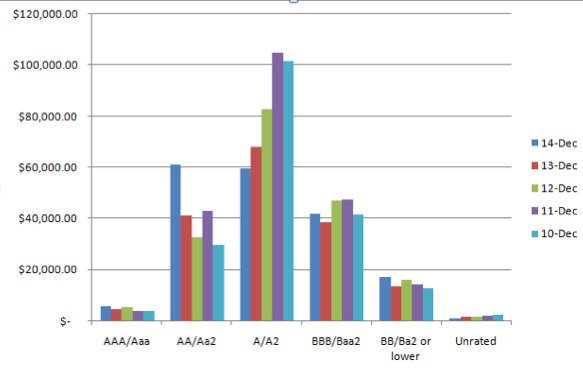 $120,000.00
$100,000.00
$80,000.00
$60,000.00
$40,000.00
$20,000.00
$-
AAA/Aaa
AA/Aa2
A/A2
BBB/Baa2
BB/Ba2 or
lower
Unrated
14-Dec
13-Dec
12-Dec
11-Dec
10-Dec